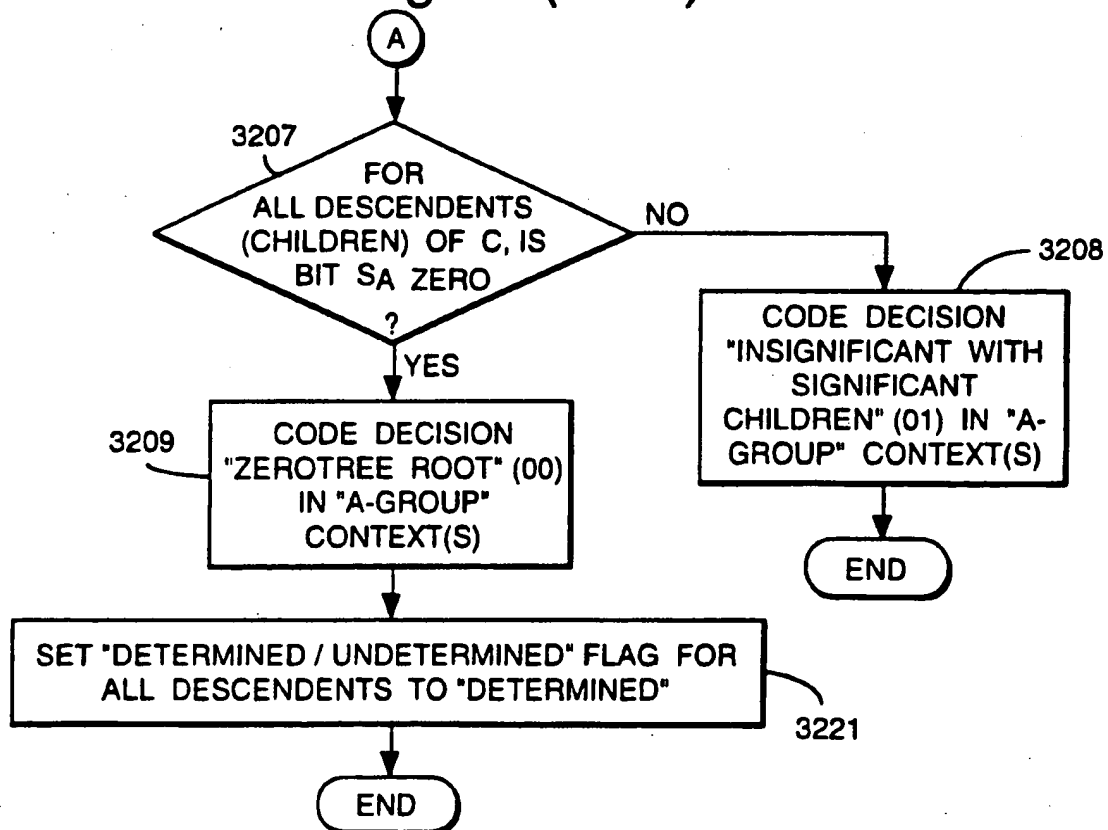 A
3207
FOR
ALL DESCENDENTS
(CHILDREN) OF C, IS
BIT SA ZERO
?
NO
YES
3208
CODE DECISION
"INSIGNIFICANT WITH
SIGNIFICANT
CHILDREN" (01) IN "A-
GROUP" CONTEXT(S)
END
3209
CODE DECISION
"ZEROTREE ROOT" (00)
IN "A-GROUP"
CONTEXT(S)
SET "DETERMINED / UNDETERMINED" FLAG FOR
ALL DESCENDENTS TO "DETERMINED"
3221
END